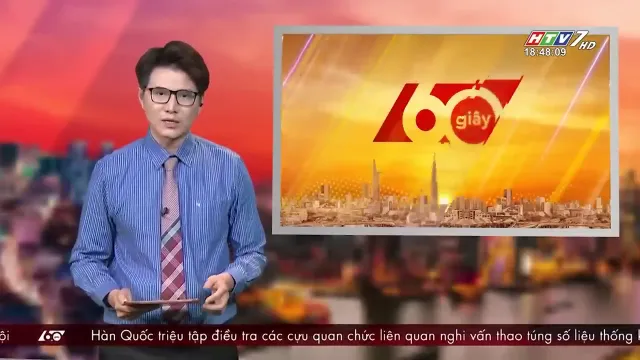 HTV7 HD
18:48:09
60 giây
ội 60 Hàn Quốc triệu tập điều tra các cựu quan chức liên quan nghi vấn thao túng số liệu thống